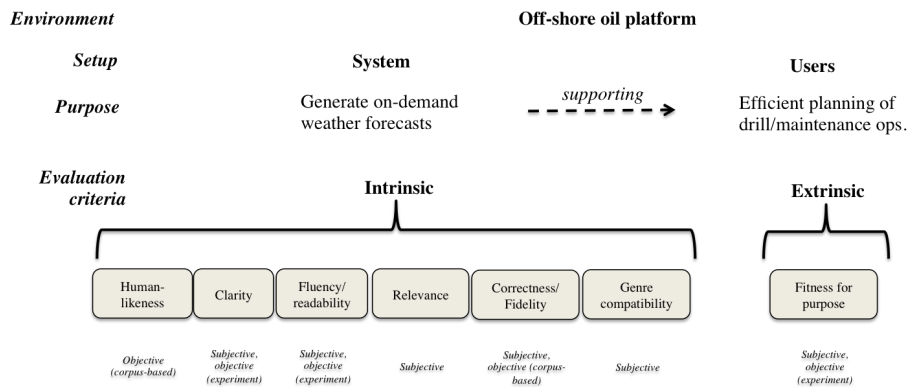 Environment
Off-shore oil platform
Setup
System
Users
Purpose
Generate on-demand
weather forecasts
supporting
Efficient planning of
drill/maintenance ops.
Evaluation
criteria
Intrinsic
Extrinsic
Human-
likeness
Clarity
Fluency/
readability
Relevance
Correctness/
Fidelity
Genre
compatibility
Fitness for
purpose
Objective
(corpus-based)
Subjective,
objective
(experiment)
Subjective,
objective
(experiment)
Subjective
Subjective,
objective (corpus-
based)
Subjective
Subjective,
objective
(experiment)